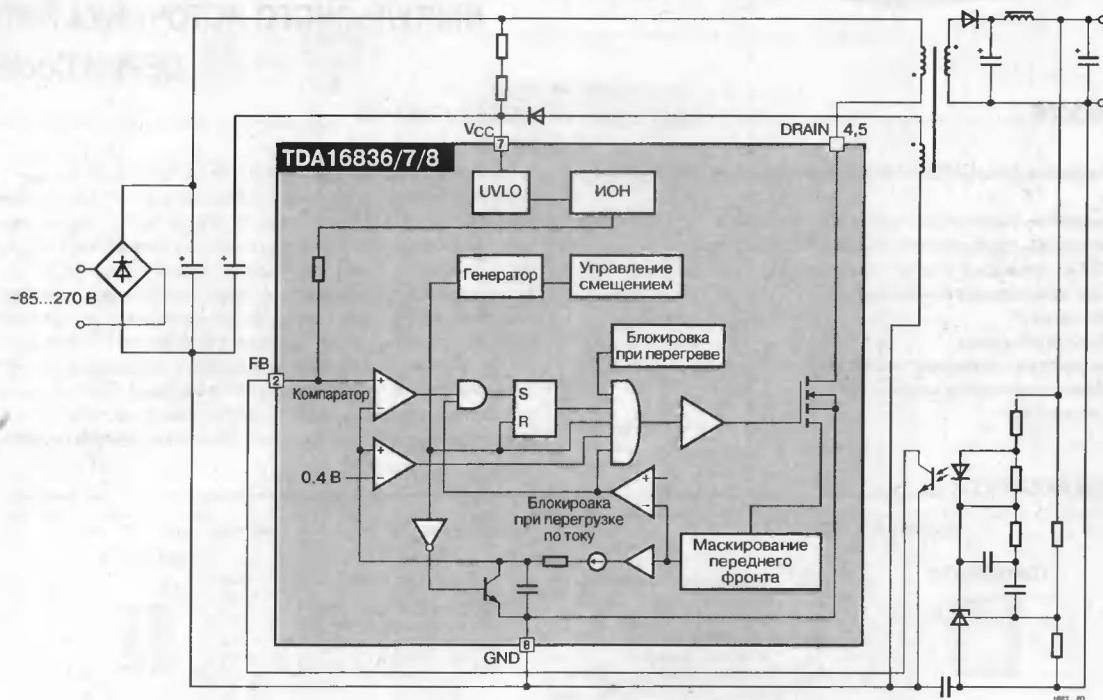 VCC
7
DRAIN 4,5
TDA16836/7/8
UVLO
ИОН
Генератор
Управление
смещением
~85...270 В
Блокировка
при перегреве
FB
2
Компаратор
+
−
S
R
+
−
0.4 В
+
−
Блокироака
при перегрузке
по току
Маскирование
переднего
фронта
8
GND